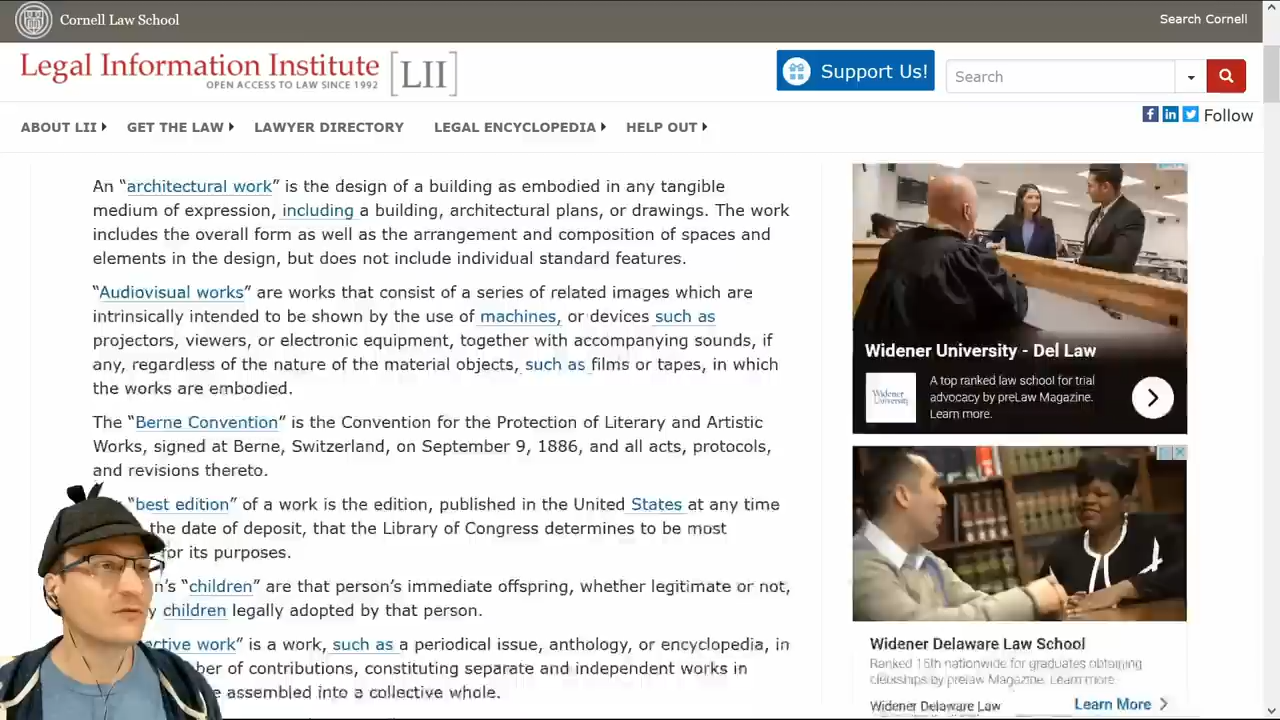 Cornell Law School
Search Cornell
Legal Information Institute [LII]
OPEN ACCESS TO LAW SINCE 1992
Support Us!
Search
ABOUT LII
GET THE LAW
LAWYER DIRECTORY
LEGAL ENCYCLOPEDIA
HELP OUT
Follow
An “architectural work” is the design of a building as embodied in any tangible
medium of expression, including a building, architectural plans, or drawings. The work
includes the overall form as well as the arrangement and composition of spaces and
elements in the design, but does not include individual standard features.
“Audiovisual works” are works that consist of a series of related images which are
intrinsically intended to be shown by the use of machines, or devices such as
projectors, viewers, or electronic equipment, together with accompanying sounds, if
any, regardless of the nature of the material objects, such as films or tapes, in which
the works are embodied.
The “Berne Convention” is the Convention for the Protection of Literary and Artistic
Works, signed at Berne, Switzerland, on September 9, 1886, and all acts, protocols,
and revisions thereto.
“best edition” of a work is the edition, published in the United States at any time
the date of deposit, that the Library of Congress determines to be most
for its purposes.
“children” are that person’s immediate offspring, whether legitimate or not,
children legally adopted by that person.
work” is a work, such as a periodical issue, anthology, or encyclopedia, in
of contributions, constituting separate and independent works in
assembled into a collective whole.
Widener University - Del Law
Widener
University
A top ranked law school for trial
advocacy by preLaw Magazine.
Learn more.
Widener Delaware Law School
Ranked 15th nationwide for graduates obtaining
clerkships by preLaw Magazine. Learn more
Widener Delaware Law
Learn More